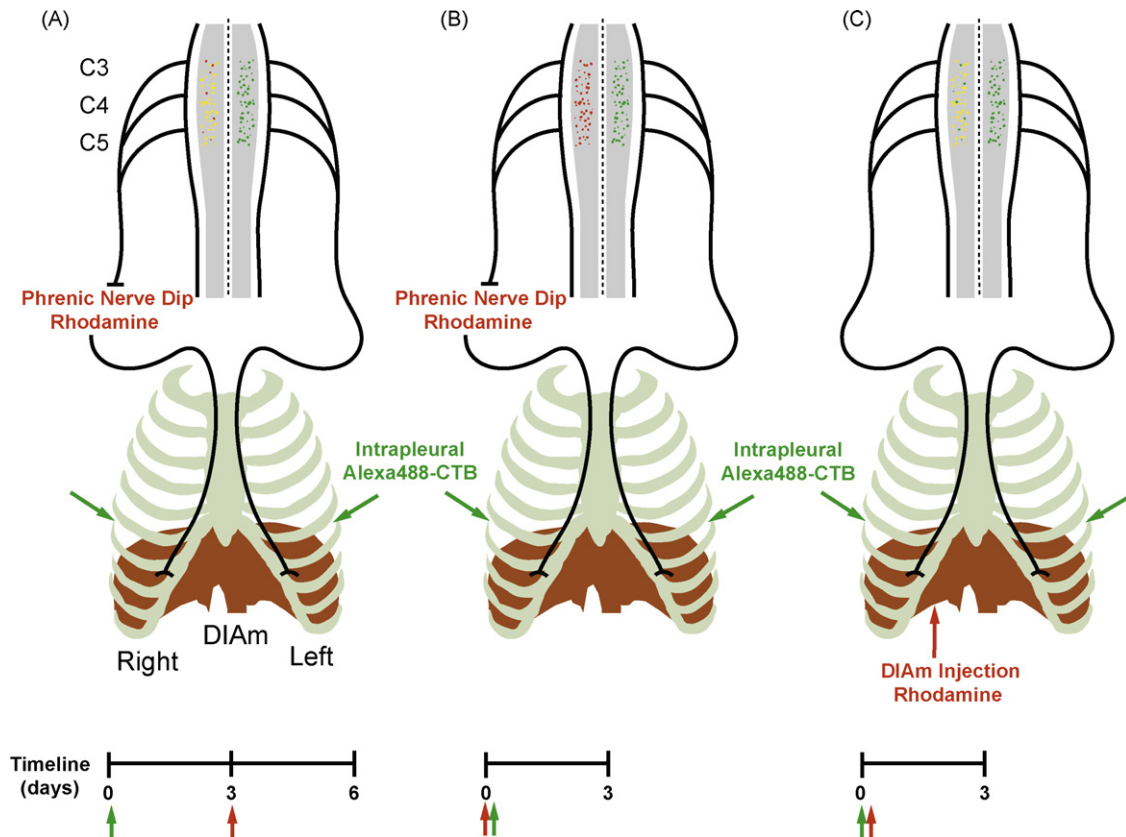 (A)
(B)
(C)
C3
C4
C5
Phrenic Nerve Dip
Rhodamine
Phrenic Nerve Dip
Rhodamine
Intrapleural
Alexa488-CTB
Intrapleural
Alexa488-CTB
DIAm
Right
Left
DIAm Injection
Rhodamine
Timeline
(days)
0 3 6
0 3
0 3